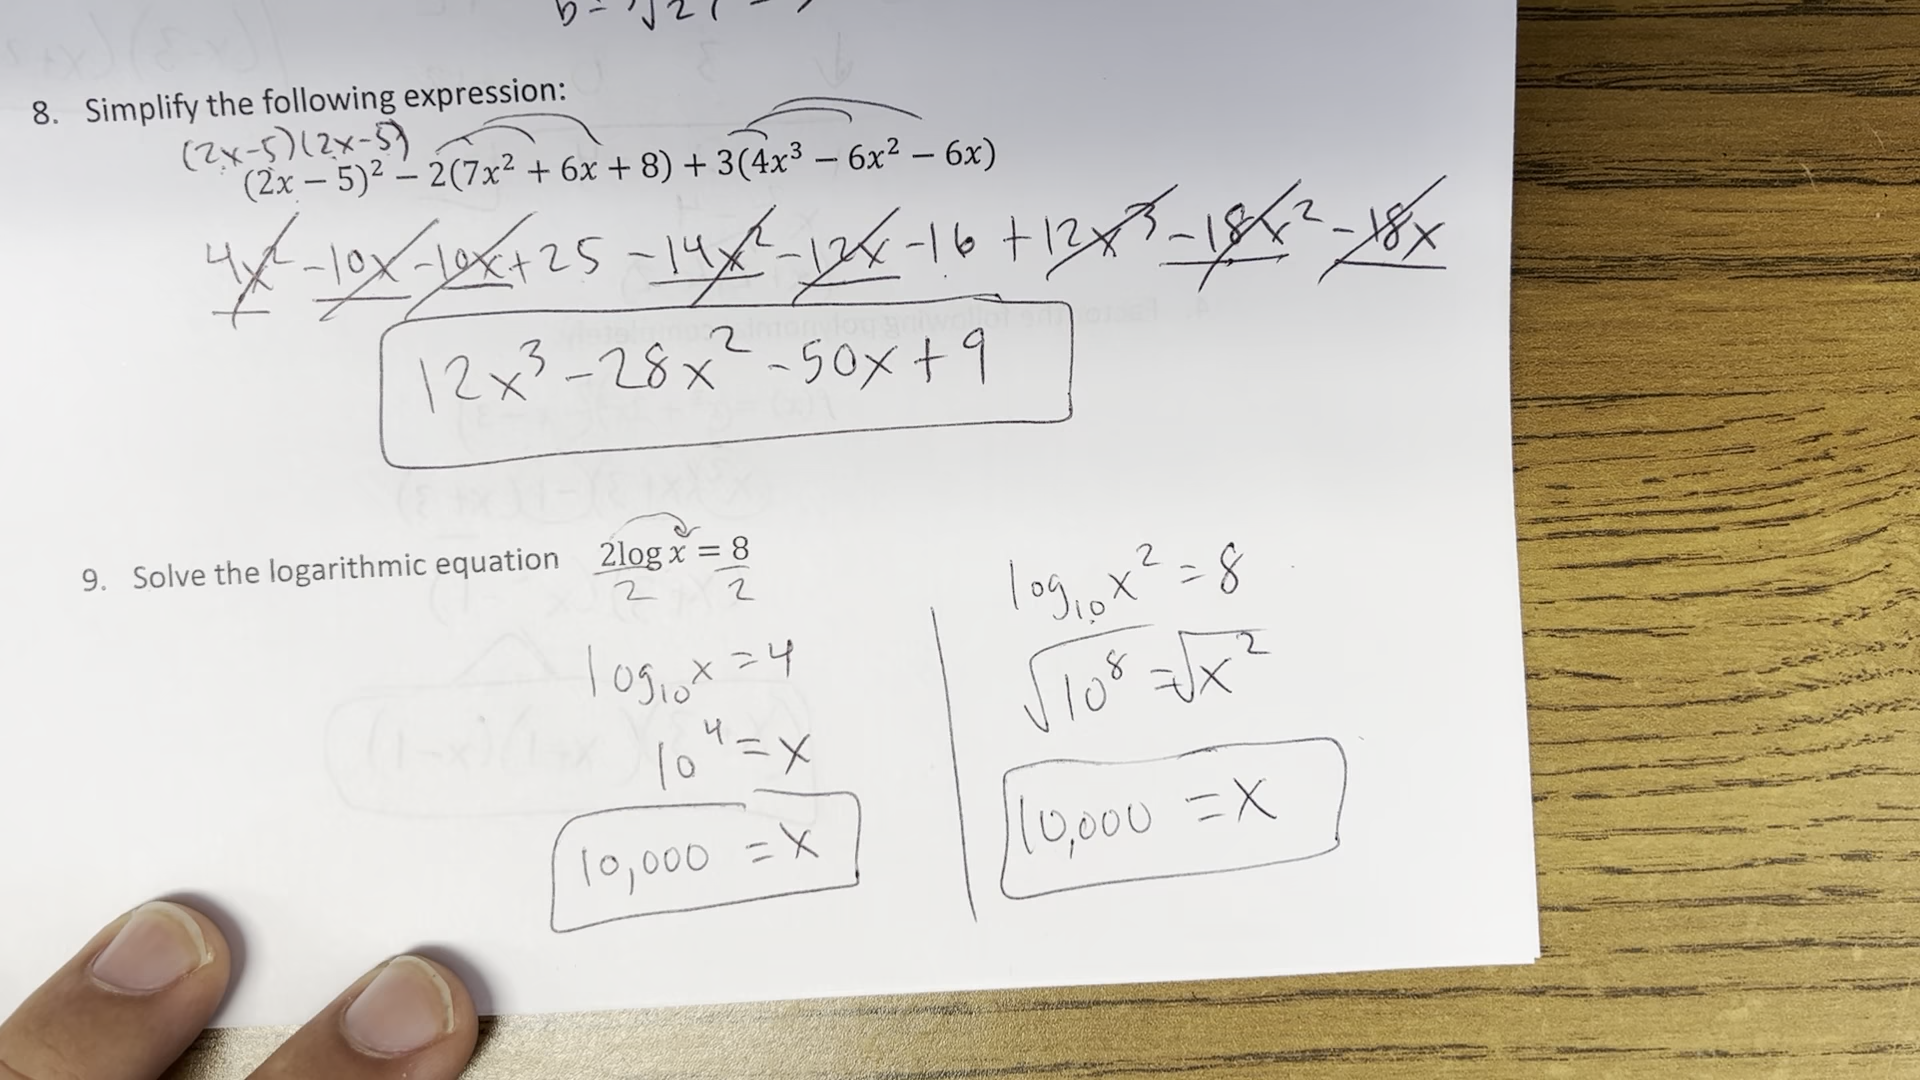 b = √27
8. Simplify the following expression:
(2x-5)(2x-5)
(2x − 5)² − 2(7x² + 6x + 8) + 3(4x³ − 6x² − 6x)
4x² -10x -10x +25 -14x² -12x -16 +12x³ -18x² -18x
12x³ -28x² -50x +9
9. Solve the logarithmic equation 2log x = 8
2 2
log₁₀x = 4
10⁴ = x
10,000 = x
log₁₀x² = 8
√10⁸ = √x²
10,000 = x